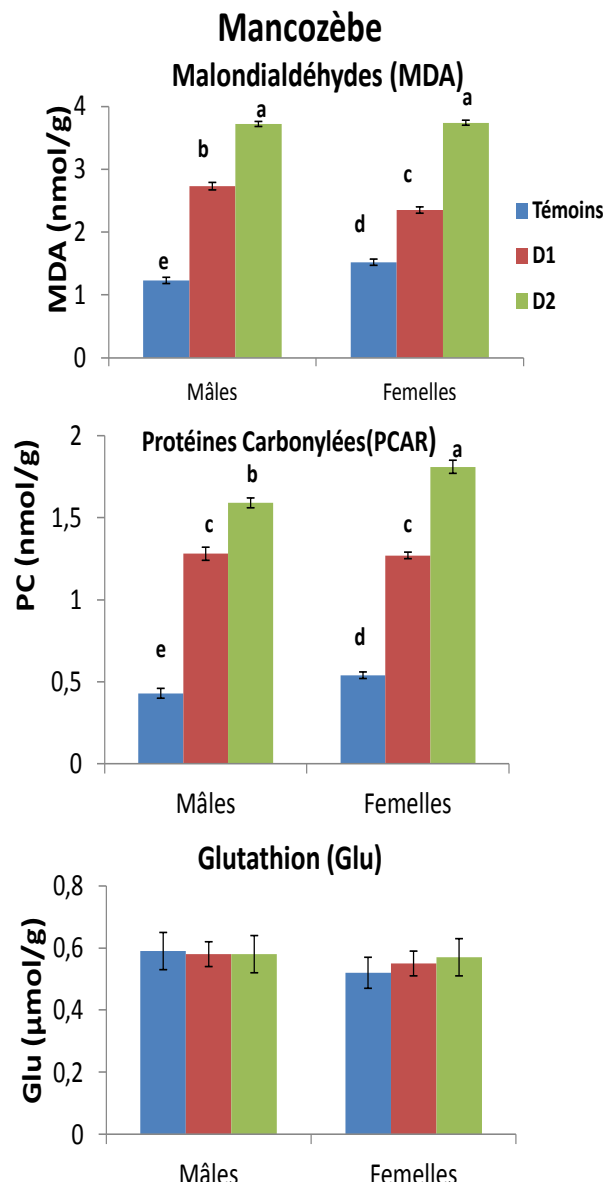 Mancozèbe
Malondialdéhydes (MDA)
MDA (nmol/g)
4
3
2
1
0
e
b
a
d
c
a
Mâles
Femelles
Témoins
D1
D2
Protéines Carbonylées(PCAR)
PC (nmol/g)
2
1,5
1
0,5
0
e
c
b
d
c
a
Mâles
Femelles
Glutathion (Glu)
Glu (µmol/g)
0,8
0,6
0,4
0,2
0
Mâles
Femelles